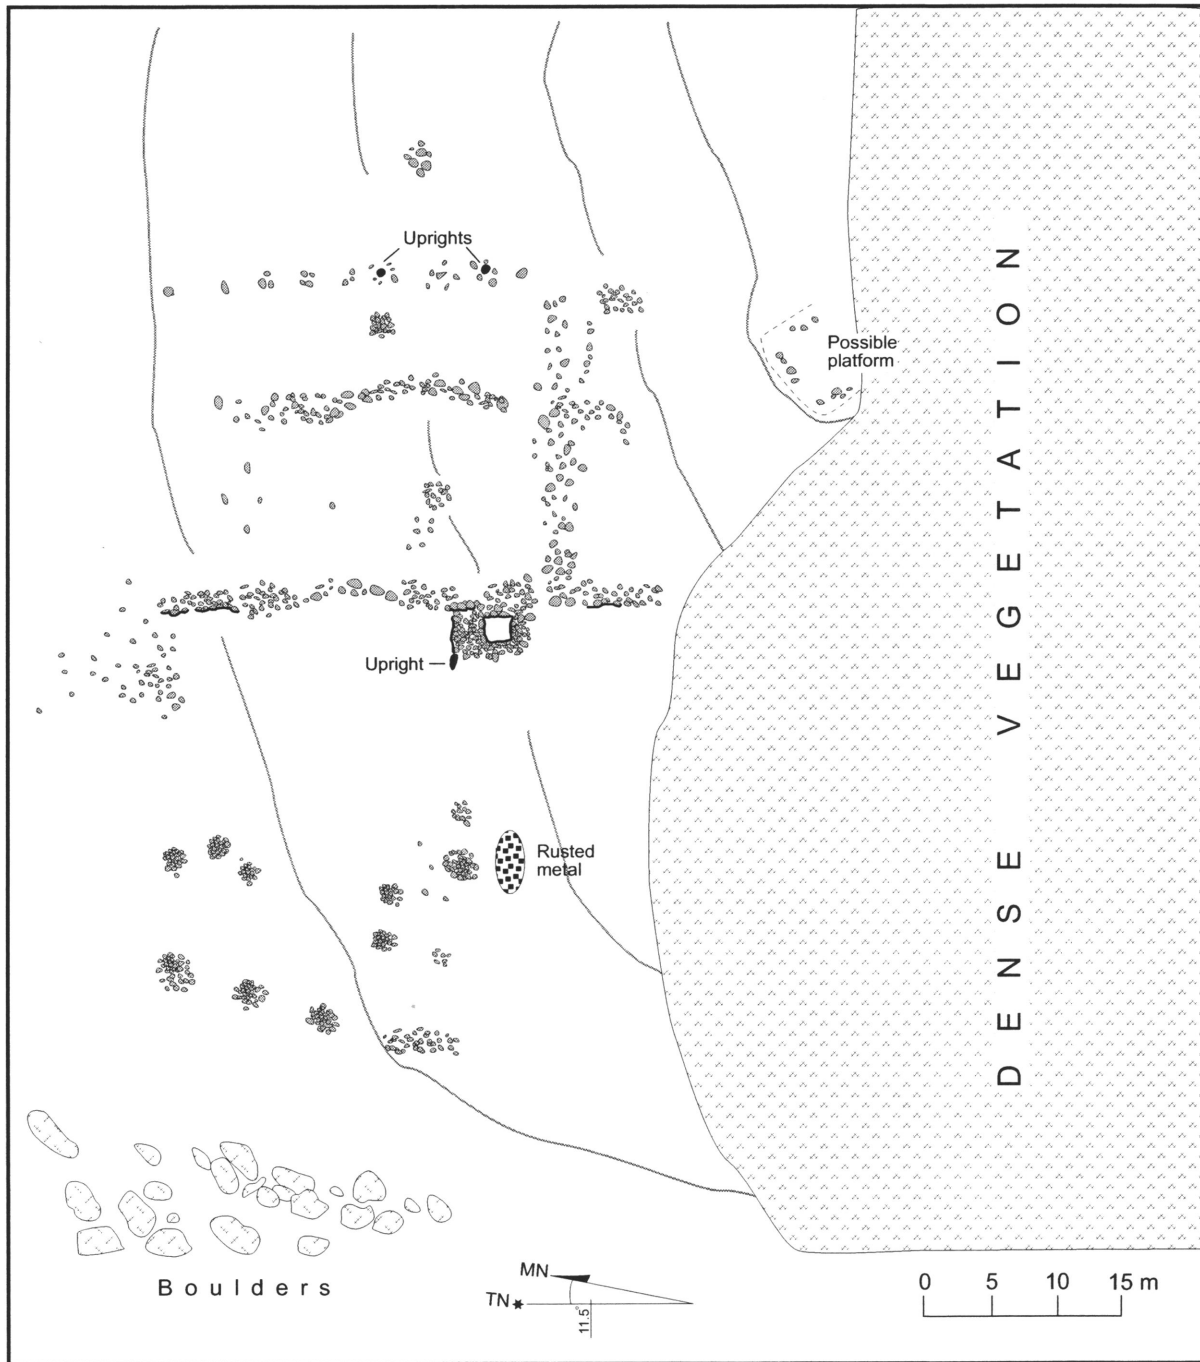 Uprights
Possible
platform
DENSE VEGETATION
Upright
Rusted
metal
Boulders
MN
TN
11.5°
0 5 10 15 m